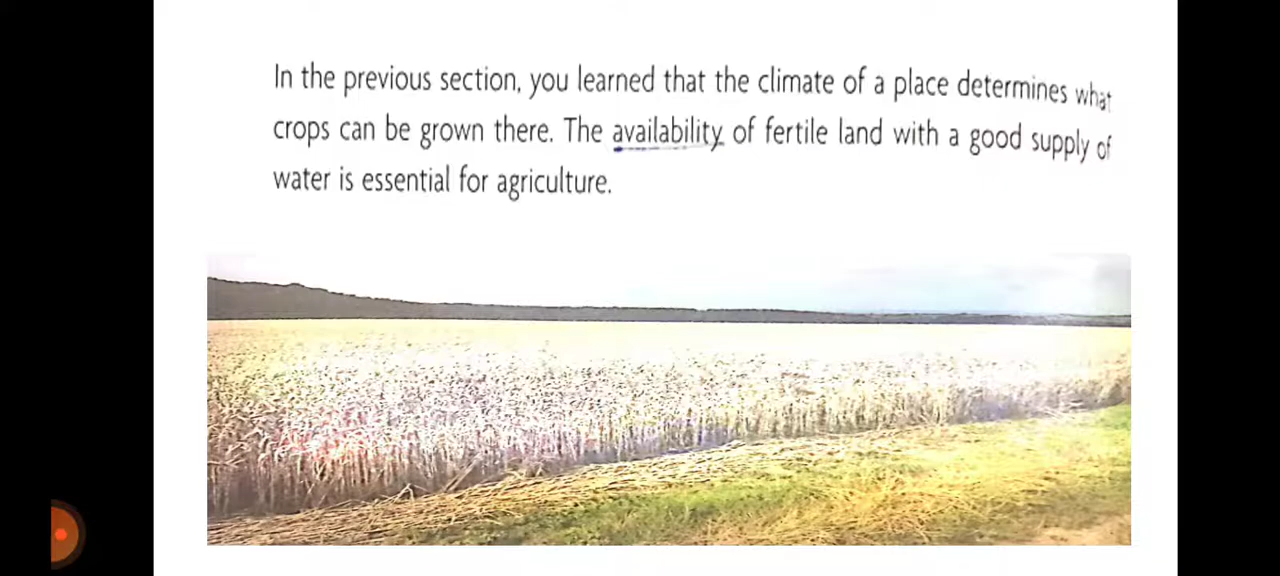 In the previous section, you learned that the climate of a place determines what
crops can be grown there. The availability of fertile land with a good supply of
water is essential for agriculture.